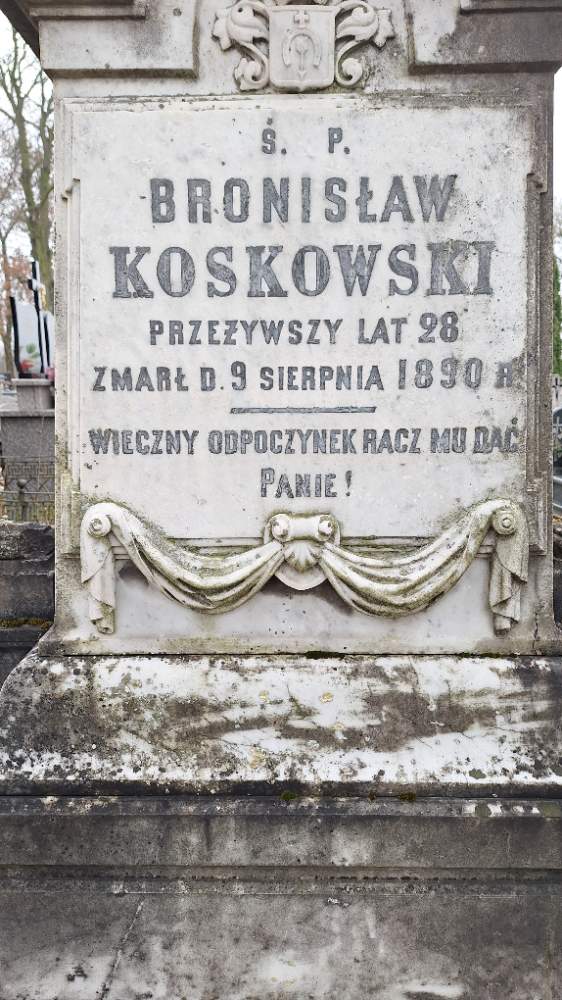 Ś. P.
BRONISŁAW
KOSKOWSKI
PRZEŻYWSZY LAT 28
ZMARŁ D. 9 SIERPNIA 1890 R
WIECZNY ODPOCZYNEK RACZ MU DAĆ
PANIE!